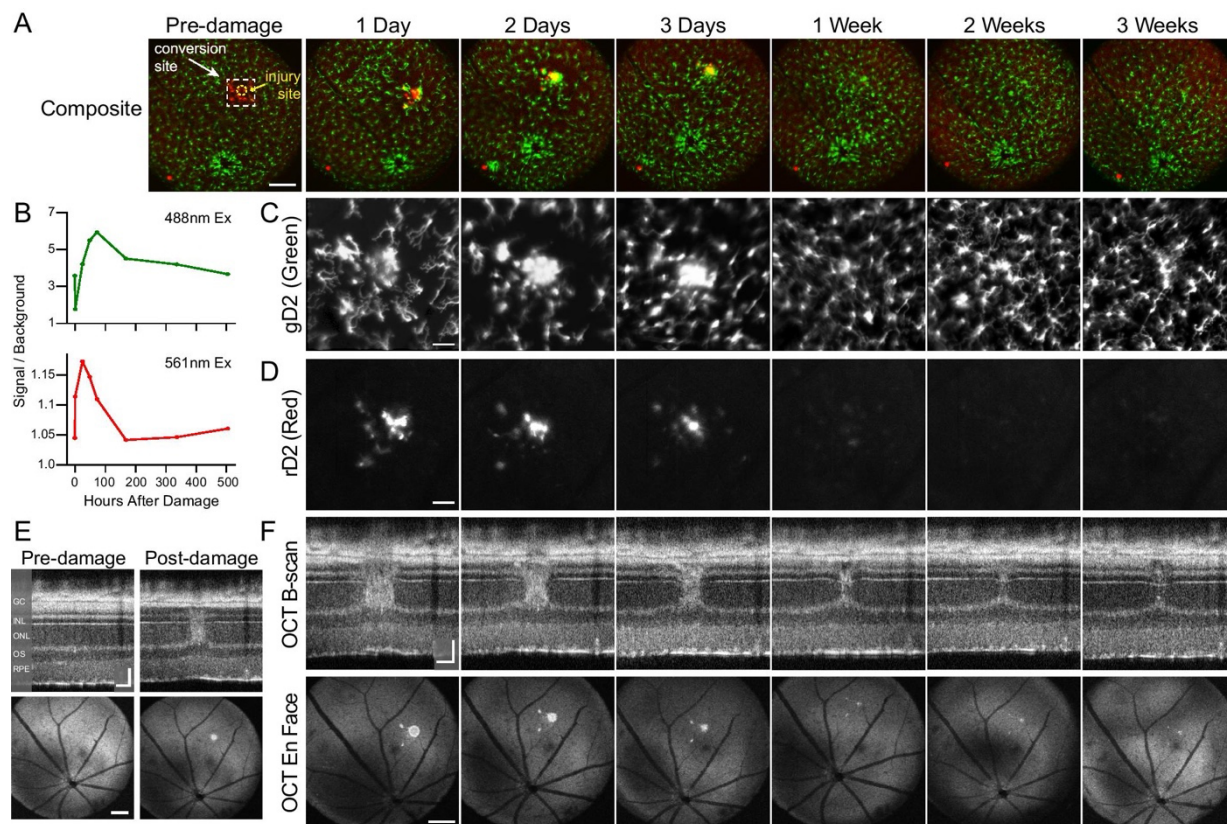 A
Pre-damage
1 Day
2 Days
3 Days
1 Week
2 Weeks
3 Weeks
Composite
conversion
site
injury
site
B
488nm Ex
7
5
3
1
561nm Ex
1.15
1.1
1.05
1.0
Signal / Background
0
100
200
300
400
500
Hours After Damage
C
gD2 (Green)
D
rD2 (Red)
E
Pre-damage
Post-damage
GC
INL
ONL
OS
RPE
F
OCT B-scan
OCT En Face